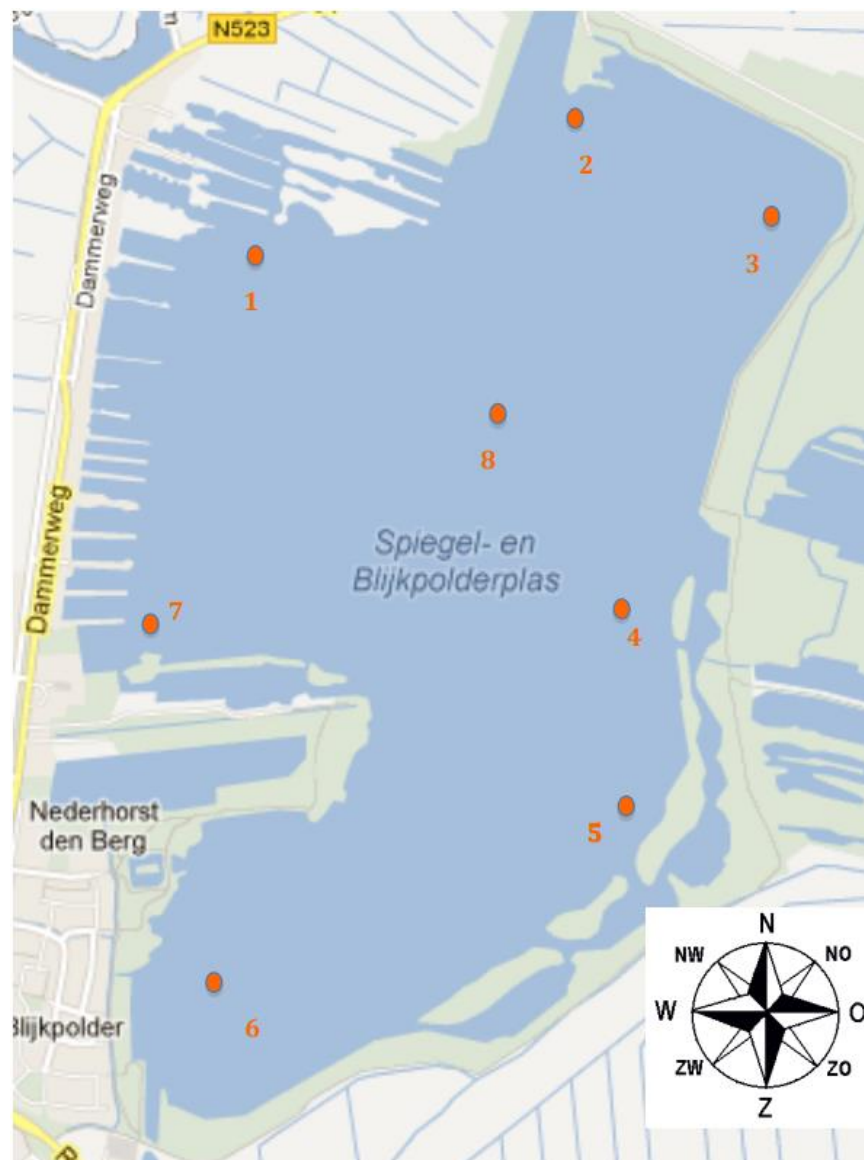 N523
Dammerweg
2
3
1
8
Spiegel- en
Blijkpolderplas
Dammerweg
7
4
Nederhorst
den Berg
5
6
Blijkpolder
N
NW
NO
W
O
ZW
ZO
Z